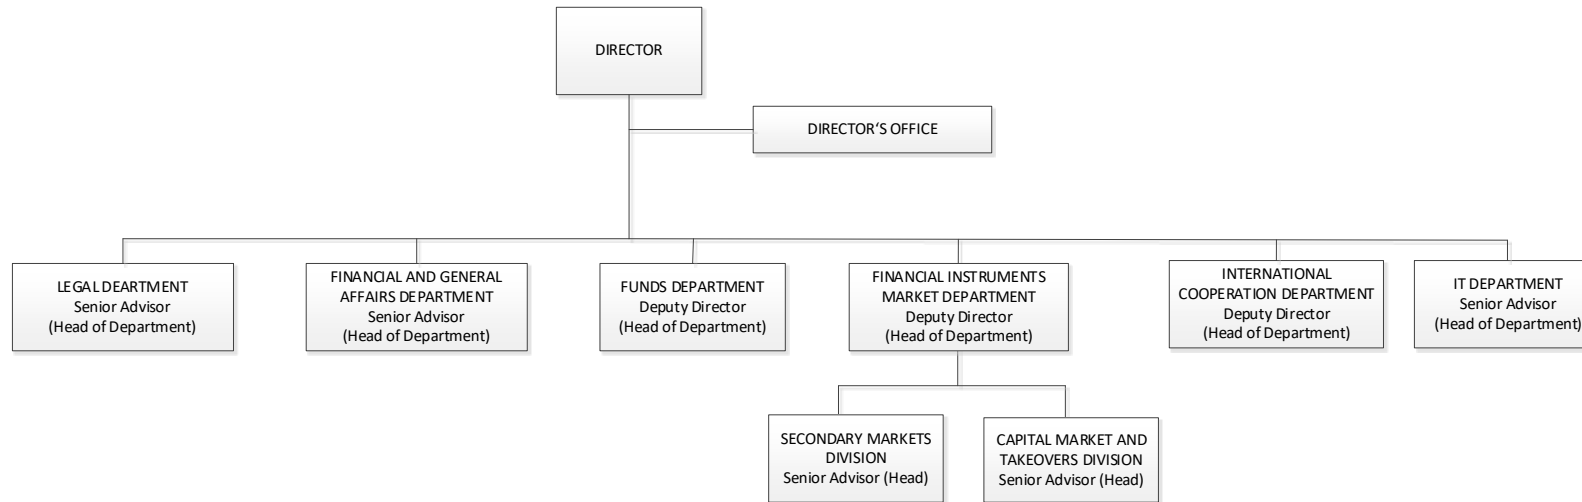 DIRECTOR
DIRECTOR‘S OFFICE
LEGAL DEARTMENT
Senior Advisor
(Head of Department)
FINANCIAL AND GENERAL
AFFAIRS DEPARTMENT
Senior Advisor
(Head of Department)
FUNDS DEPARTMENT
Deputy Director
(Head of Department)
FINANCIAL INSTRUMENTS
MARKET DEPARTMENT
Deputy Director
(Head of Department)
INTERNATIONAL
COOPERATION DEPARTMENT
Deputy Director
(Head of Department)
IT DEPARTMENT
Senior Advisor
(Head of Department)
SECONDARY MARKETS
DIVISION
Senior Advisor (Head)
CAPITAL MARKET AND
TAKEOVERS DIVISION
Senior Advisor (Head)